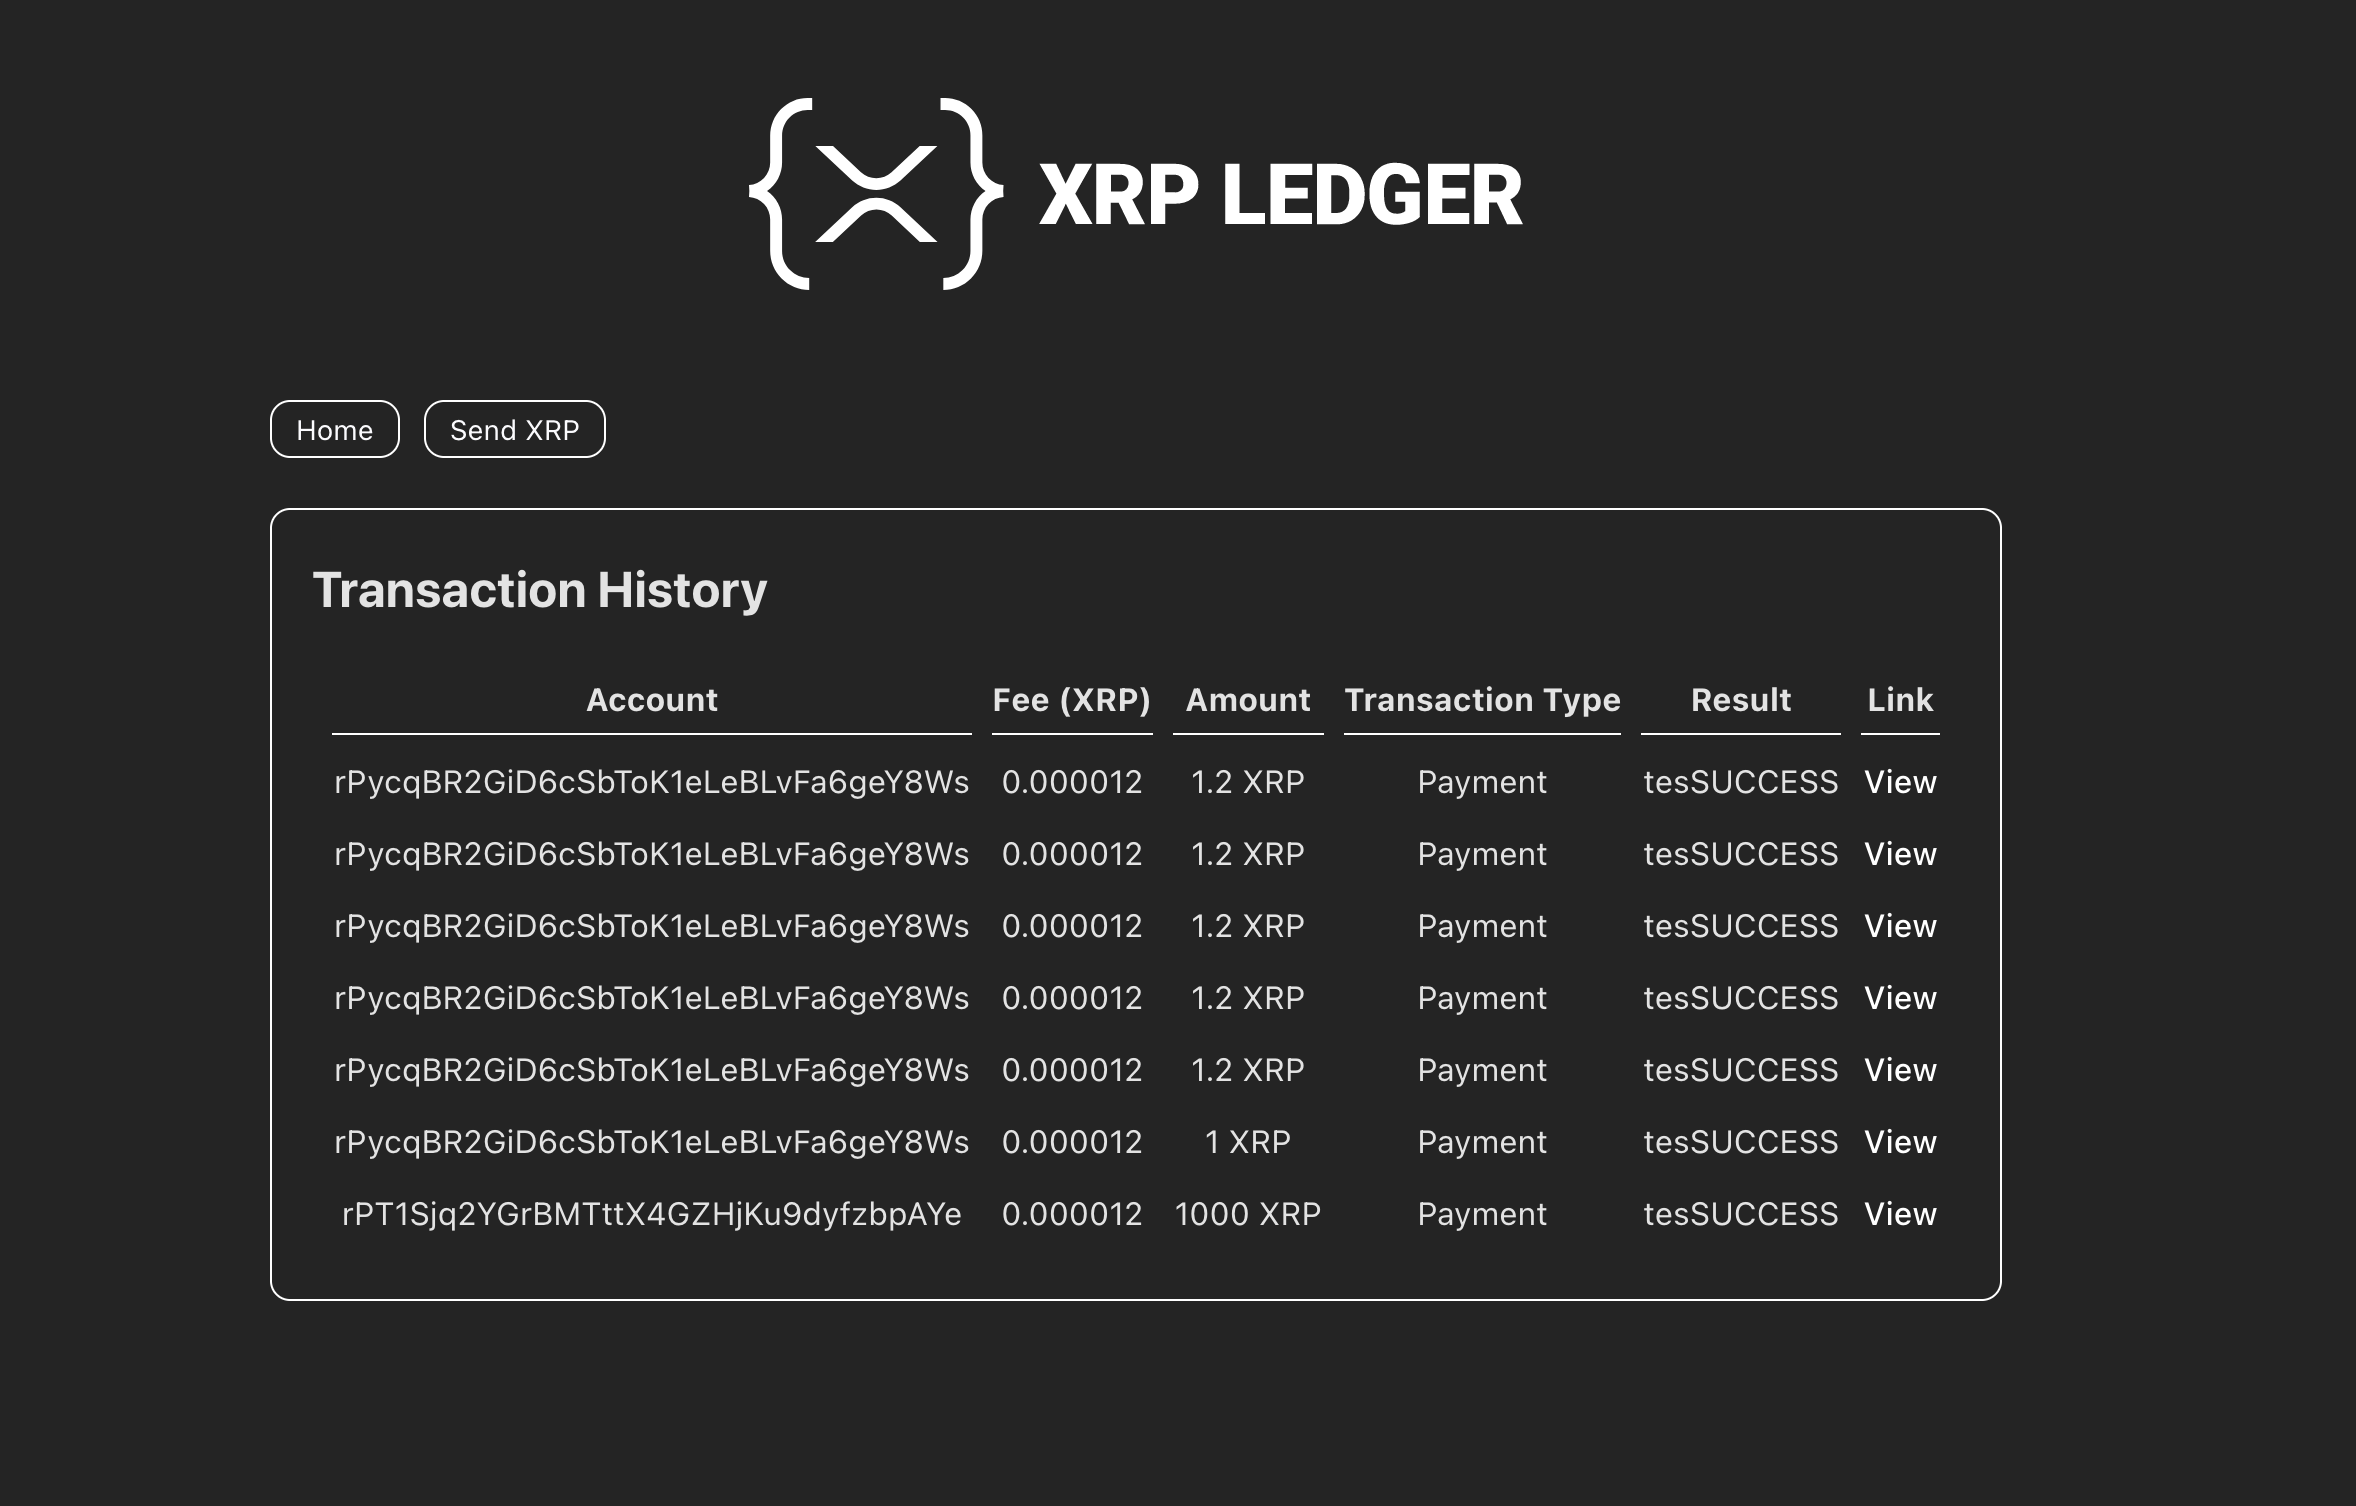 XRP LEDGER
Home Send XRP
Transaction History
Account Fee (XRP) Amount Transaction Type Result Link
rPycqBR2GiD6cSbToK1eLeBLvFa6geY8Ws 0.000012 1.2 XRP Payment tesSUCCESS View
rPycqBR2GiD6cSbToK1eLeBLvFa6geY8Ws 0.000012 1.2 XRP Payment tesSUCCESS View
rPycqBR2GiD6cSbToK1eLeBLvFa6geY8Ws 0.000012 1.2 XRP Payment tesSUCCESS View
rPycqBR2GiD6cSbToK1eLeBLvFa6geY8Ws 0.000012 1.2 XRP Payment tesSUCCESS View
rPycqBR2GiD6cSbToK1eLeBLvFa6geY8Ws 0.000012 1.2 XRP Payment tesSUCCESS View
rPycqBR2GiD6cSbToK1eLeBLvFa6geY8Ws 0.000012 1 XRP Payment tesSUCCESS View
rPT1Sjq2YGrBMTttX4GZHjKu9dyfzbpAYe 0.000012 1000 XRP Payment tesSUCCESS View